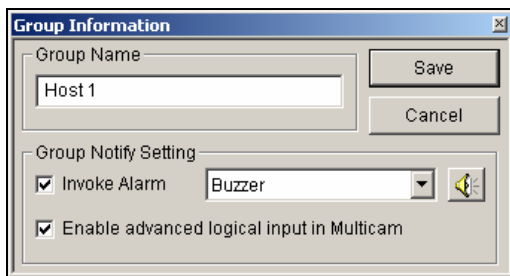 Group Information
Group Name
Host 1
Save
Cancel
Group Notify Setting
Invoke Alarm
Buzzer
Enable advanced logical input in Multicam